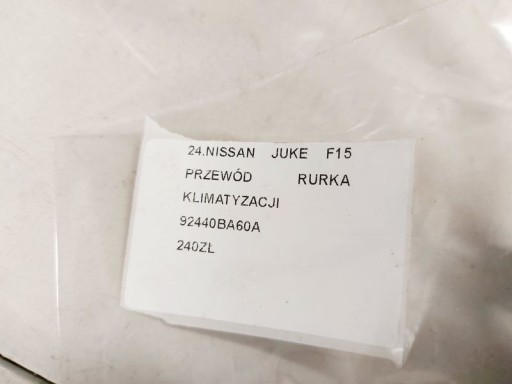 24.NISSAN JUKE F15
PRZEWÓD RURKA
KLIMATYZACJI
92440BA60A
240ZŁ